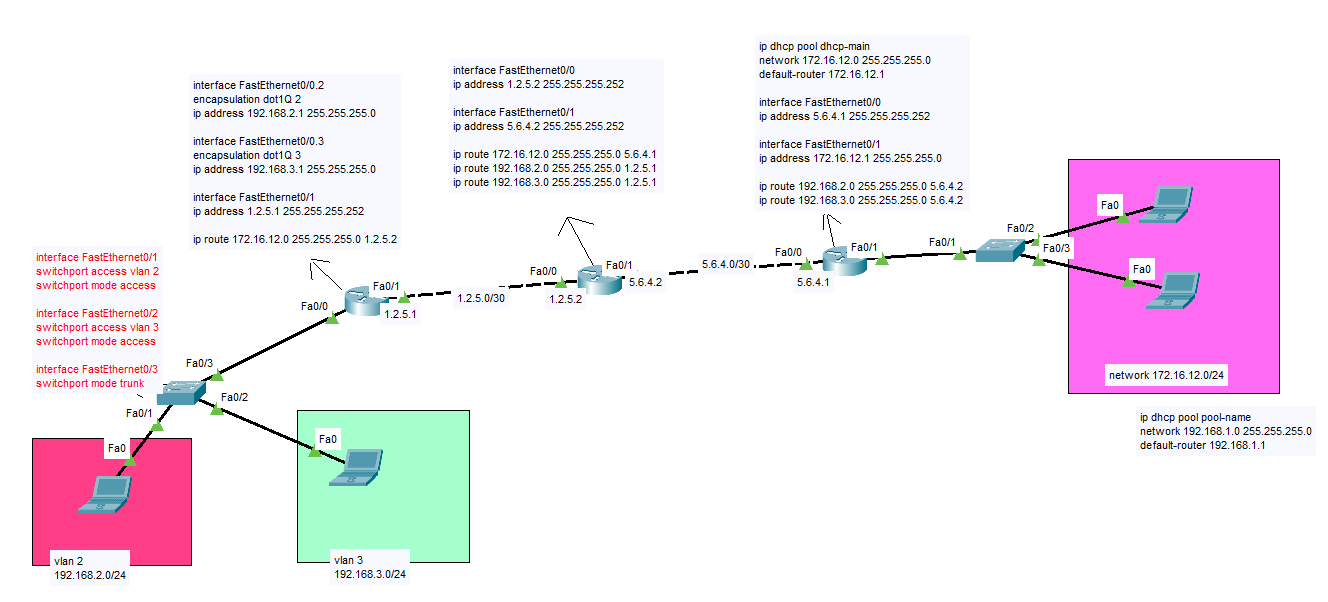 ip dhcp pool dhcp-main
network 172.16.12.0 255.255.255.0
default-router 172.16.12.1
interface FastEthernet0/0
ip address 5.6.4.1 255.255.255.252
interface FastEthernet0/1
ip address 172.16.12.1 255.255.255.0
ip route 192.168.2.0 255.255.255.0 5.6.4.2
ip route 192.168.3.0 255.255.255.0 5.6.4.2
interface FastEthernet0/0
ip address 1.2.5.2 255.255.255.252
interface FastEthernet0/1
ip address 5.6.4.2 255.255.255.252
ip route 172.16.12.0 255.255.255.0 5.6.4.1
ip route 192.168.2.0 255.255.255.0 1.2.5.1
ip route 192.168.3.0 255.255.255.0 1.2.5.1
interface FastEthernet0/0.2
encapsulation dot1Q 2
ip address 192.168.2.1 255.255.255.0
interface FastEthernet0/0.3
encapsulation dot1Q 3
ip address 192.168.3.1 255.255.255.0
interface FastEthernet0/1
ip address 1.2.5.1 255.255.255.252
ip route 172.16.12.0 255.255.255.0 1.2.5.2
interface FastEthernet0/1
switchport access vlan 2
switchport mode access
interface FastEthernet0/2
switchport access vlan 3
switchport mode access
interface FastEthernet0/3
switchport mode trunk
Fa0/0
Fa0/1
1.2.5.1
1.2.5.0/30
Fa0/0
1.2.5.2
Fa0/1
5.6.4.2
5.6.4.0/30
Fa0/0
5.6.4.1
Fa0/1
Fa0/1
Fa0/2
Fa0/3
Fa0
Fa0
network 172.16.12.0/24
Fa0/3
Fa0/2
Fa0/1
Fa0
Fa0
vlan 2
192.168.2.0/24
vlan 3
192.168.3.0/24
ip dhcp pool pool-name
network 192.168.1.0 255.255.255.0
default-router 192.168.1.1